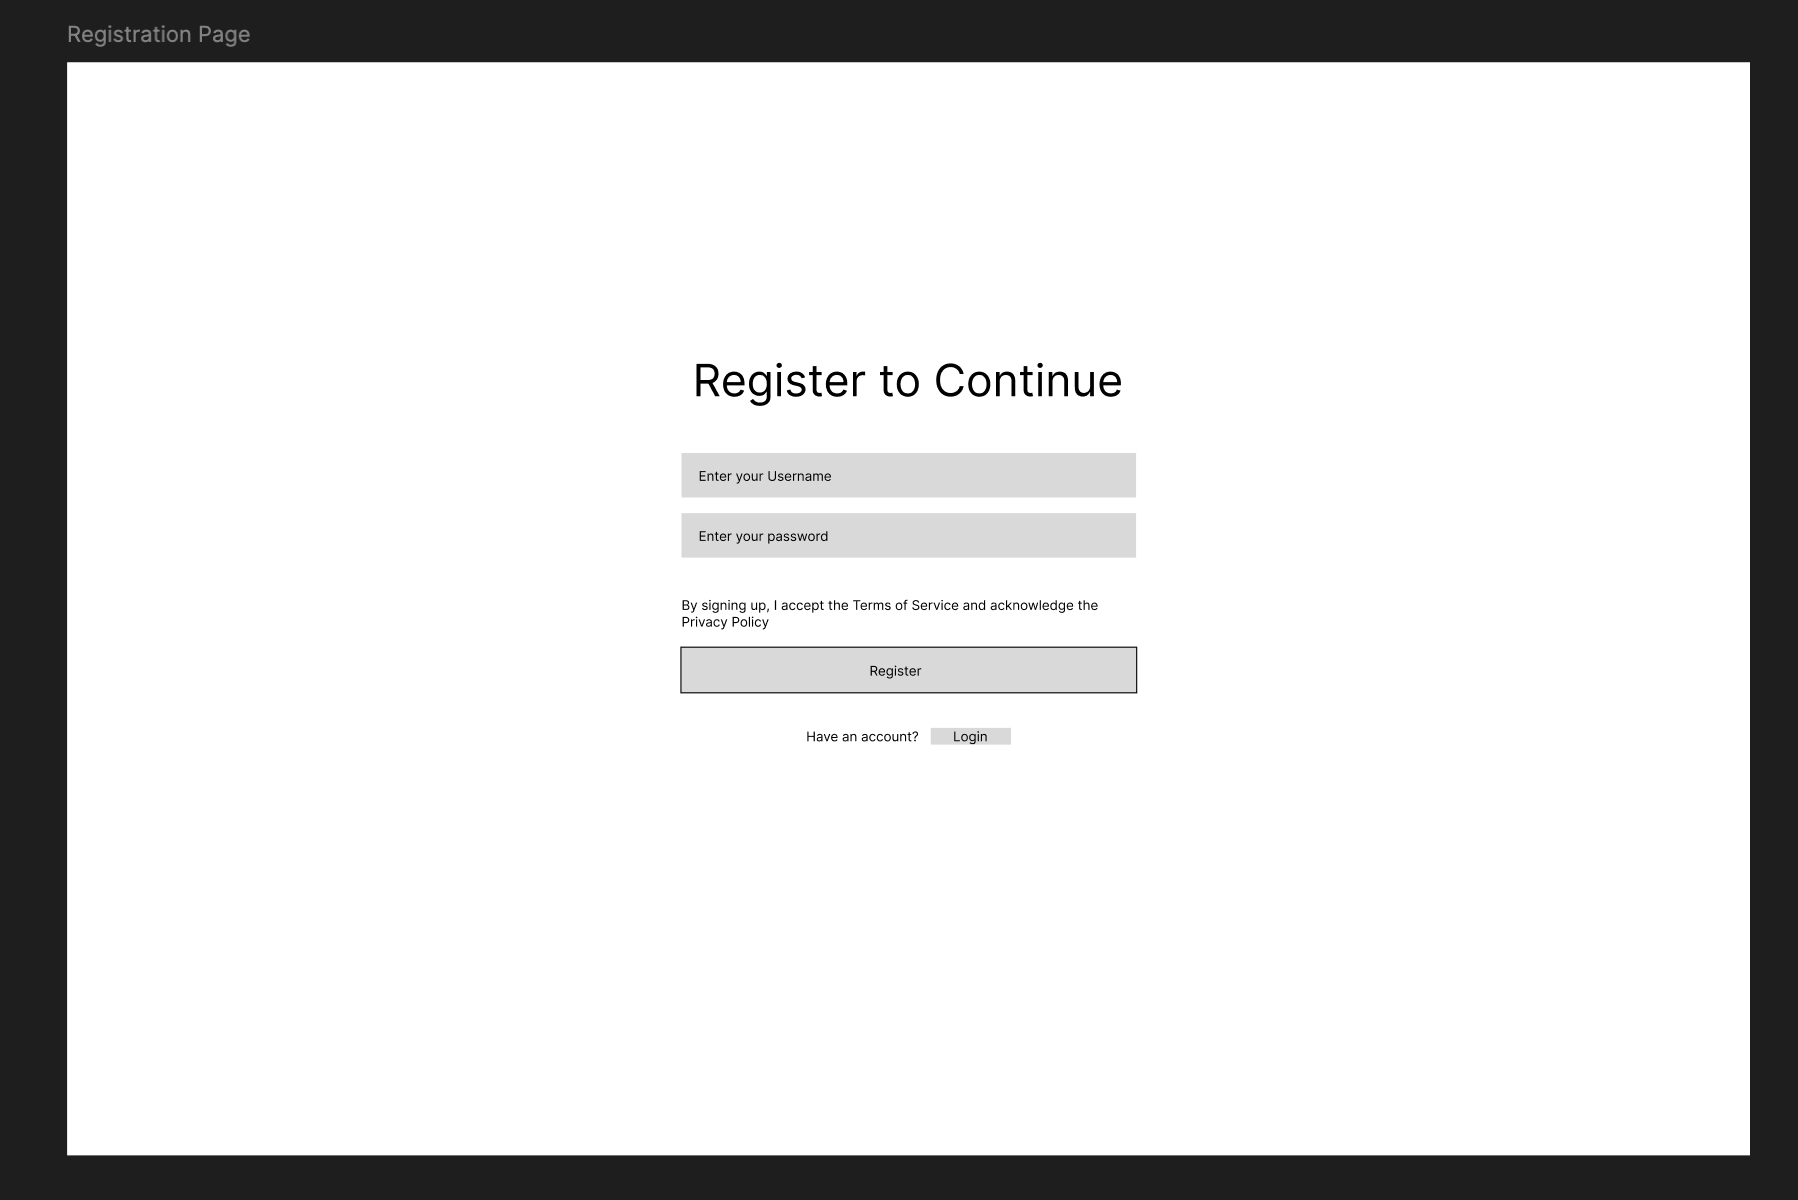 Registration Page
Register to Continue
Enter your Username
Enter your password
By signing up, I accept the Terms of Service and acknowledge the
Privacy Policy
Register
Have an account? Login